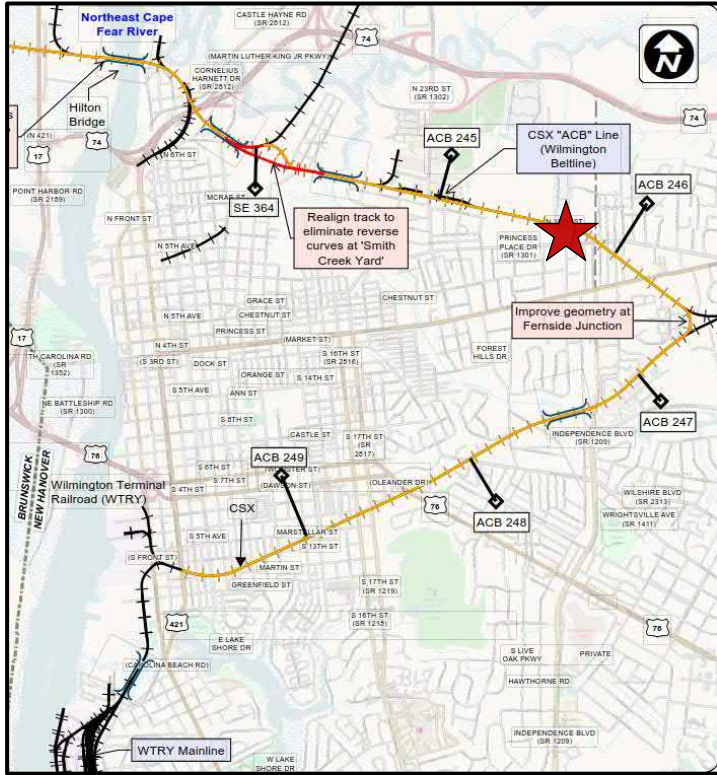 Northeast Cape
Fear River
CASTLE HAYNE RD
(SR 2812)
74
N
(MARTIN LUTHER KING JR PKWY)
CORNELIUS
HARNETT DR
(SR 2812)
74
N 23RD ST
(SR 1302)
Hilton
Bridge
(N 421)
74
17
N 6TH ST
ACB 245
CSX "ACB" Line
(Wilmington
Beltline)
74
POINT HARBOR RD
(SR 2189)
ACB 246
MCRAE ST
SE 364
N FRONT ST
Realign track to
eliminate reverse
curves at 'Smith
Creek Yard'
PRINCESS
PLACE DR
(SR 1301)
N 5TH AVE
GRACE ST
CHESTNUT ST
N 5TH AVE
CHESTNUT ST
Improve geometry at
Fernside Junction
PRINCESS ST
17
N 4TH ST
(MARKET ST)
FOREST
HILLS DR
(S 3RD ST)
DOCK ST
S 16TH ST
(SR 2816)
TH CAROLINA RD
(SR
1352)
ORANGE ST
S 14TH ST
S 5TH AVE
ANN ST
ACB 247
NE BATTLESHIP RD
(SR 1300)
S 8TH ST
CASTLE ST
INDEPENDENCE BLVD
(SR 1209)
S 17TH ST
(SR
2817)
76
ACB 249
S 6TH ST
S 7TH ST
S 4TH ST
(DAWSON ST)
(OLEANDER DR)
76
BRUNSWICK
NEW HANOVER
Wilmington Terminal
Railroad (WTRY)
WILSHIRE BLVD
(SR 2313)
WRIGHTSVILLE AVE
(SR 1411)
ACB 248
CSX
S 5TH AVE
MARSTELLAR ST
S 13TH ST
(S FRONT ST)
MARTIN ST
GREENFIELD ST
S 17TH ST
(SR 1219)
421
S 16TH ST
(SR 1218)
76
E LAKE
SHORE DR
S LIVE
OAK PKWY
PRIVATE
(CAROLINA BEACH RD)
HAWTHORNE RD
WTRY Mainline
INDEPENDENCE BLVD
(SR 1209)
W LAKE
SHORE DR